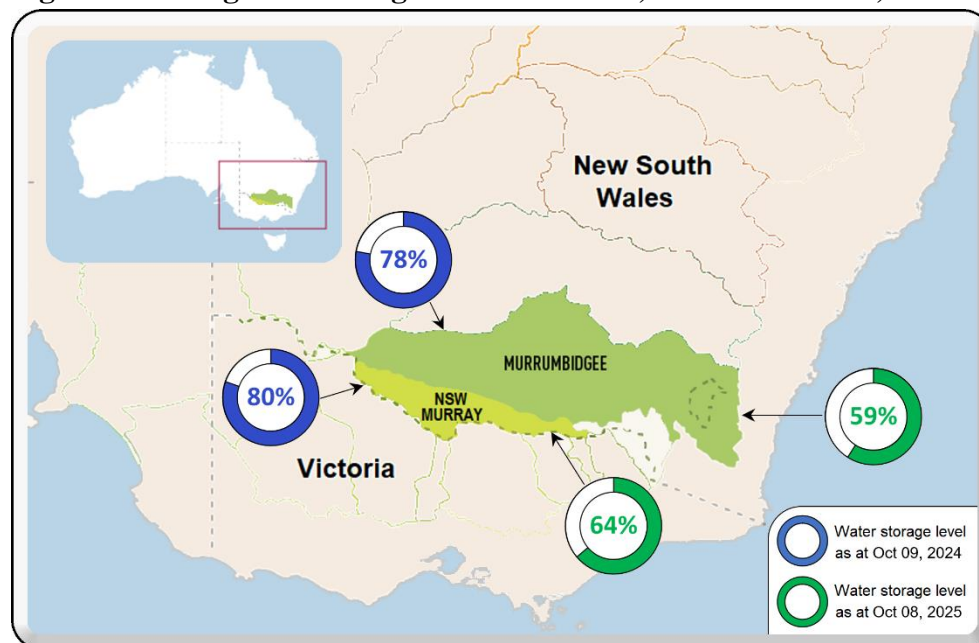 New South
Wales
78%
MURRUMBIDGEE
80%
NSW
MURRAY
59%
Victoria
64%
Water storage level
as at Oct 09, 2024
Water storage level
as at Oct 08, 2025